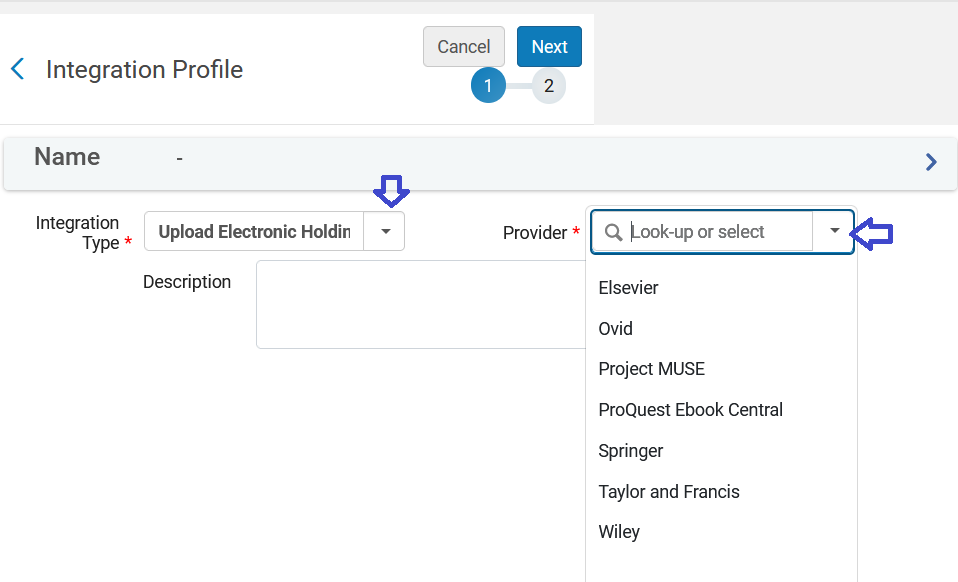 Cancel
Next
Integration Profile
1
2
Name -
Integration
Type *
Upload Electronic Holdin
Provider *
Look-up or select
Description
Elsevier
Ovid
Project MUSE
ProQuest Ebook Central
Springer
Taylor and Francis
Wiley